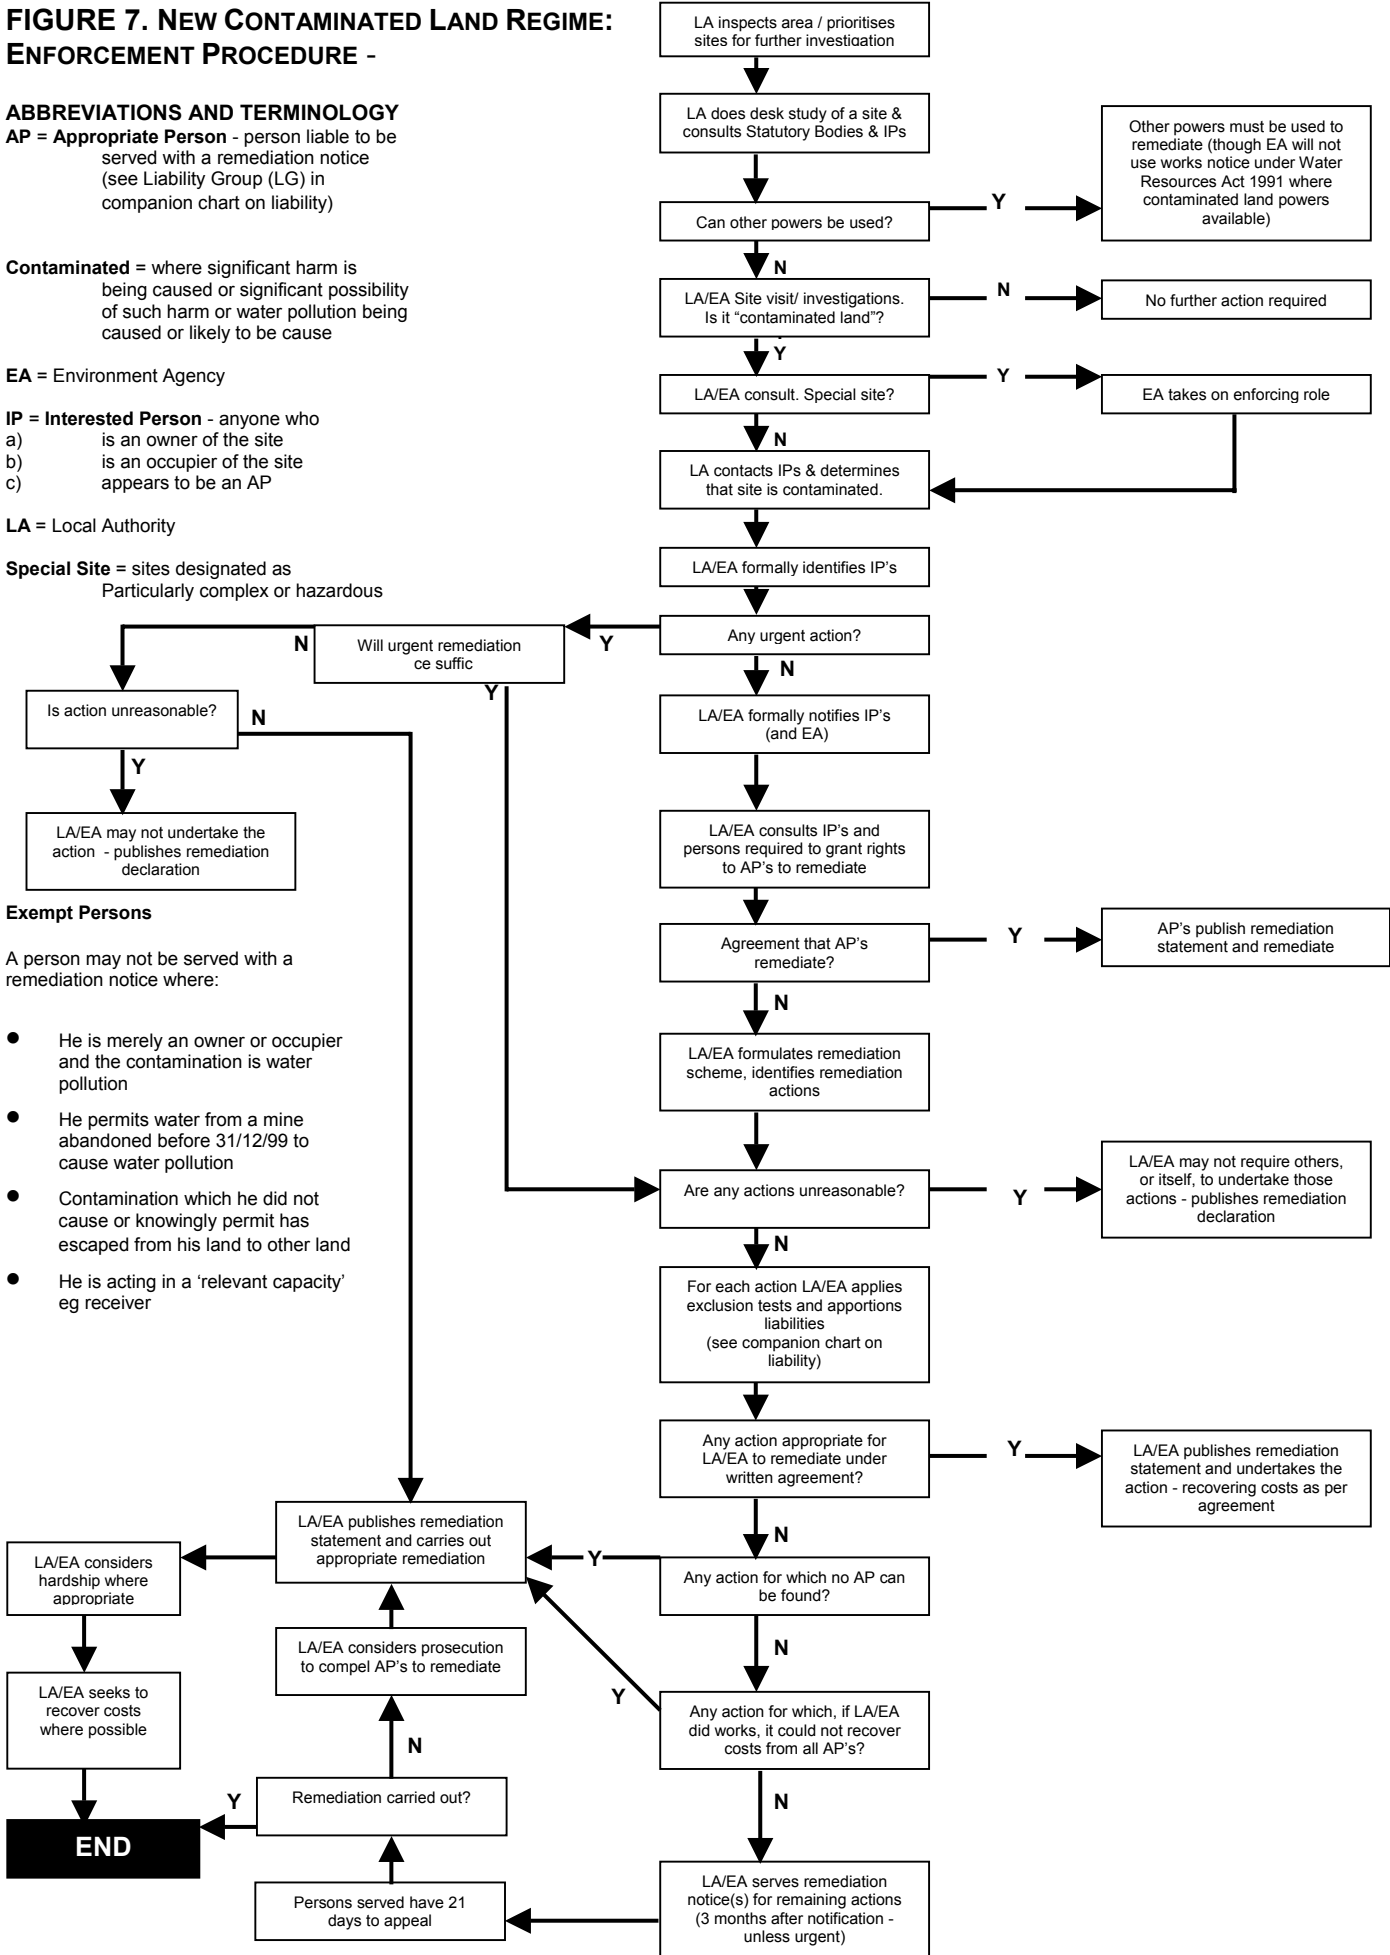 FIGURE 7. NEW CONTAMINATED LAND REGIME:
ENFORCEMENT PROCEDURE -
ABBREVIATIONS AND TERMINOLOGY
AP = Appropriate Person - person liable to be
served with a remediation notice
(see Liability Group (LG) in
companion chart on liability)
Contaminated = where significant harm is
being caused or significant possibility
of such harm or water pollution being
caused or likely to be cause
EA = Environment Agency
IP = Interested Person - anyone who
a) is an owner of the site
b) is an occupier of the site
c) appears to be an AP
LA = Local Authority
Special Site = sites designated as
Particularly complex or hazardous
LA inspects area / prioritises
sites for further investigation
LA does desk study of a site &
consults Statutory Bodies & IPs
Can other powers be used?
Y
Other powers must be used to
remediate (though EA will not
use works notice under Water
Resources Act 1991 where
contaminated land powers
available)
N
LA/EA Site visit/ investigations.
Is it “contaminated land”?
N
No further action required
Y
LA/EA consult. Special site?
Y
EA takes on enforcing role
N
LA contacts IPs & determines
that site is contaminated.
LA/EA formally identifies IP's
Any urgent action?
Y
Will urgent remediation
ce suffic
N
Y
Is action unreasonable?
N
Y
LA/EA may not undertake the
action - publishes remediation
declaration
N
LA/EA formally notifies IP's
(and EA)
LA/EA consults IP's and
persons required to grant rights
to AP's to remediate
Agreement that AP's
remediate?
Y
AP's publish remediation
statement and remediate
N
LA/EA formulates remediation
scheme, identifies remediation
actions
Are any actions unreasonable?
Y
LA/EA may not require others,
or itself, to undertake those
actions - publishes remediation
declaration
N
For each action LA/EA applies
exclusion tests and apportions
liabilities
(see companion chart on
liability)
Any action appropriate for
LA/EA to remediate under
written agreement?
Y
LA/EA publishes remediation
statement and undertakes the
action - recovering costs as per
agreement
N
Any action for which no AP can
be found?
Y
N
Any action for which, if LA/EA
did works, it could not recover
costs from all AP's?
Y
N
LA/EA serves remediation
notice(s) for remaining actions
(3 months after notification -
unless urgent)
Exempt Persons
A person may not be served with a
remediation notice where:
● He is merely an owner or occupier
and the contamination is water
pollution
● He permits water from a mine
abandoned before 31/12/99 to
cause water pollution
● Contamination which he did not
cause or knowingly permit has
escaped from his land to other land
● He is acting in a ‘relevant capacity’
eg receiver
LA/EA publishes remediation
statement and carries out
appropriate remediation
LA/EA considers
hardship where
appropriate
LA/EA considers prosecution
to compel AP's to remediate
LA/EA seeks to
recover costs
where possible
N
Remediation carried out?
Y
END
Persons served have 21
days to appeal